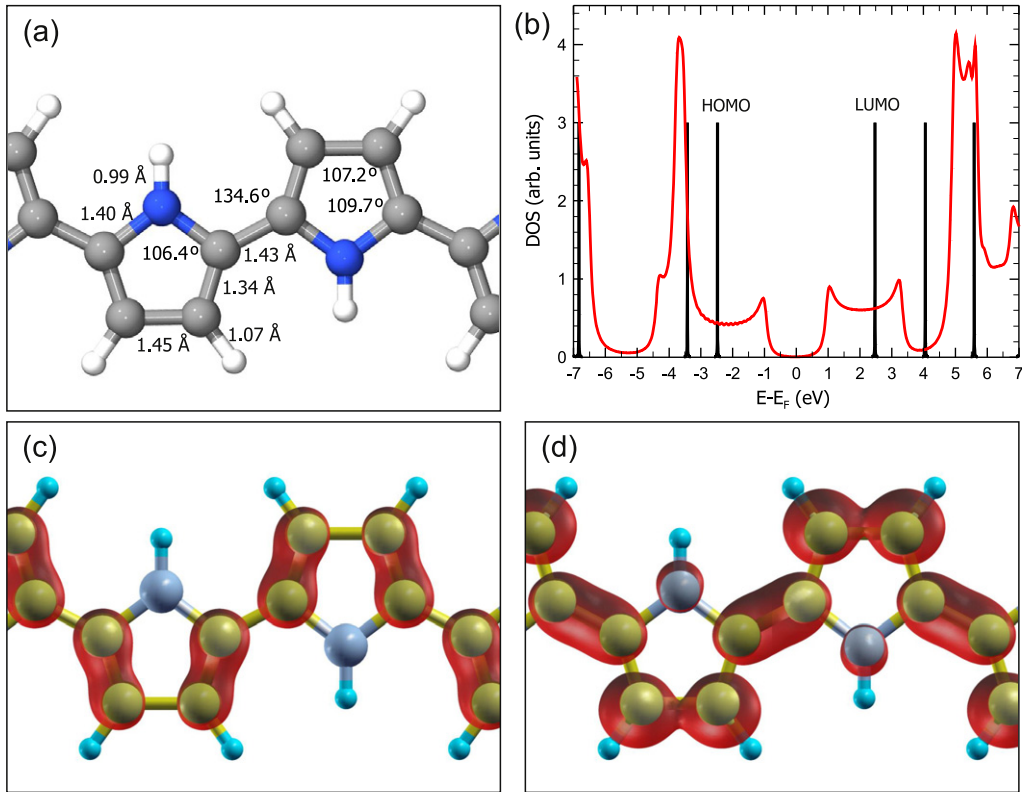 (a)
0.99 Å
1.40 Å
106.4°
134.6°
1.43 Å
1.34 Å
1.07 Å
1.45 Å
107.2°
109.7°
(b)
DOS (arb. units)
4
3
2
1
0
HOMO
LUMO
-7 -6 -5 -4 -3 -2 -1 0 1 2 3 4 5 6 7
E-E_F (eV)
(c)
(d)